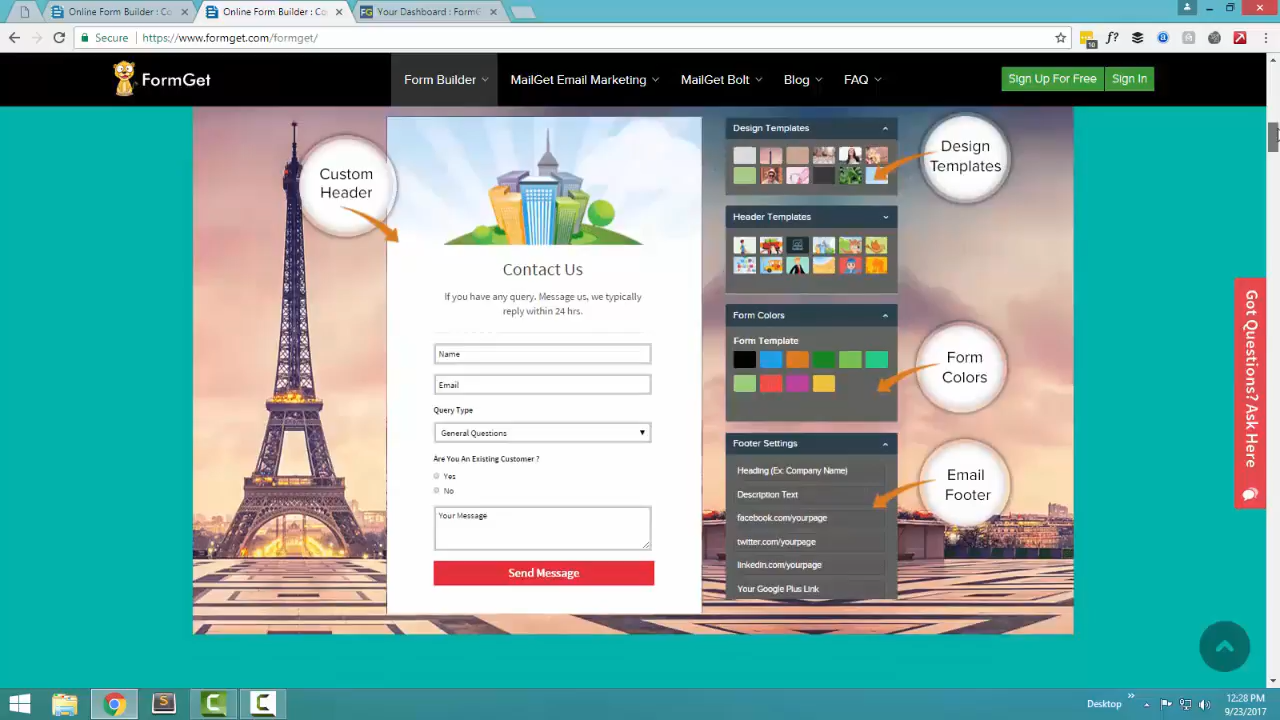 Online Form Builder : Co
Online Form Builder : Co
FG Your Dashboard : FormG
Secure https://www.formget.com/formget/
10
f?
FormGet
Form Builder
MailGet Email Marketing
MailGet Bolt
Blog
FAQ
Sign Up For Free
Sign In
Custom
Header
Contact Us
If you have any query. Message us, we typically
reply within 24 hrs.
Name
Email
Query Type
General Questions
Are You An Existing Customer ?
Yes
No
Your Message
Send Message
Design Templates
Header Templates
Form Colors
Form Template
Footer Settings
Heading (Ex: Company Name)
Description Text
facebook.com/yourpage
twitter.com/yourpage
linkedin.com/yourpage
Your Google Plus Link
Design
Templates
Form
Colors
Email
Footer
Got Questions? Ask Here
Desktop
12:28 PM
9/23/2017